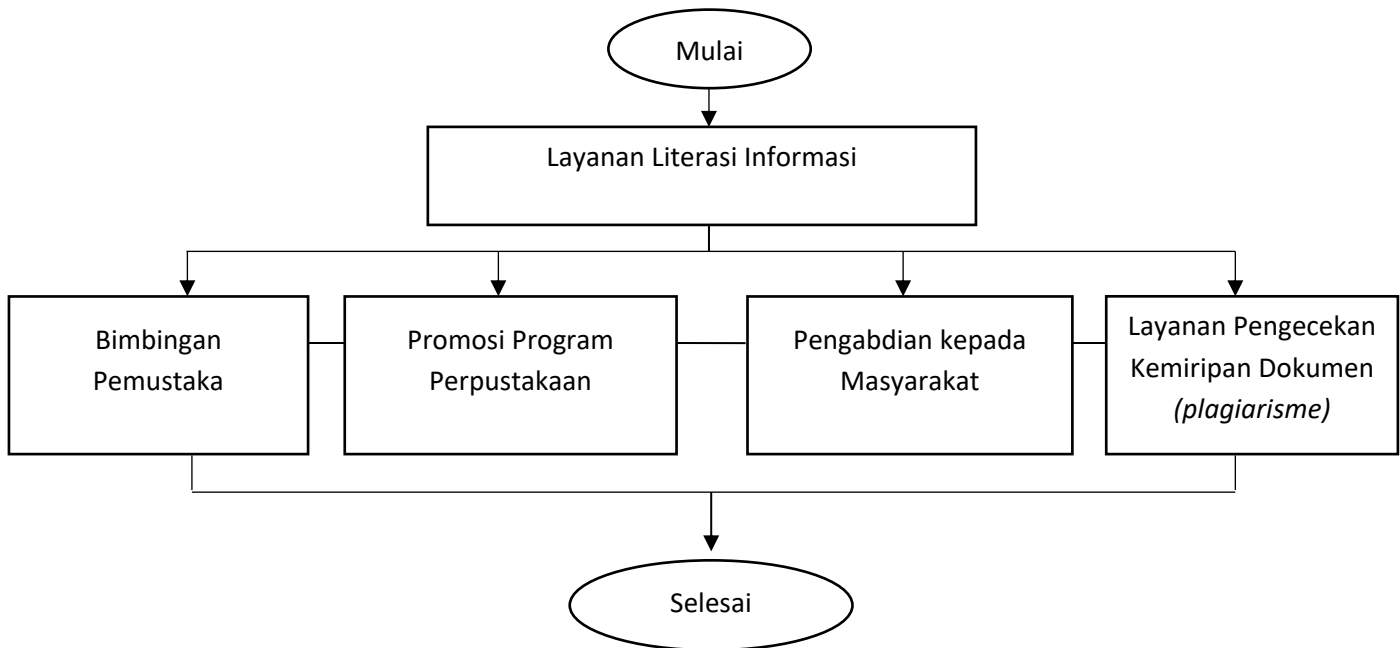 Mulai
Layanan Literasi Informasi
Bimbingan
Pemustaka
Promosi Program
Perpustakaan
Pengabdian kepada
Masyarakat
Layanan Pengecekan
Kemiripan Dokumen
(plagiarisme)
Selesai